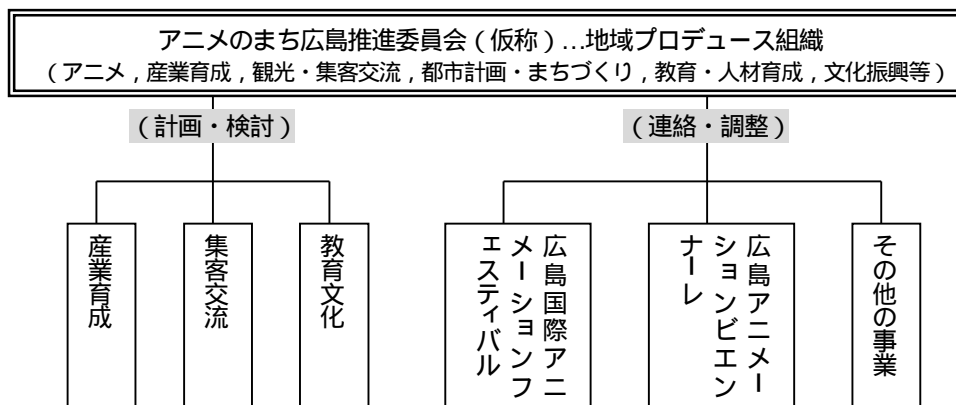 アニメのまち広島推進委員会(仮称)…地域プロデュース組織
(アニメ,産業育成,観光・集客交流,都市計画・まちづくり,教育・人材育成,文化振興等)
(計画・検討)
(連絡・調整)
産業育成
集客交流
教育文化
広島国際アニ
メーションフ
ェスティバル
広島アニメー
ションビエン
ナーレ
その他の事業